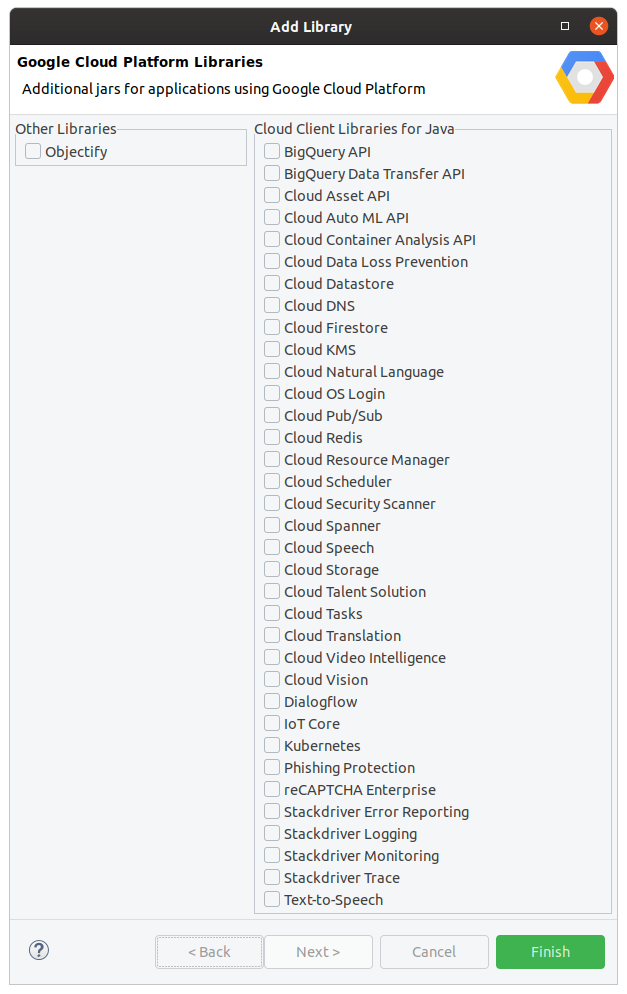 Add Library
Google Cloud Platform Libraries
Additional jars for applications using Google Cloud Platform
Other Libraries
Objectify
Cloud Client Libraries for Java
BigQuery API
BigQuery Data Transfer API
Cloud Asset API
Cloud Auto ML API
Cloud Container Analysis API
Cloud Data Loss Prevention
Cloud Datastore
Cloud DNS
Cloud Firestore
Cloud KMS
Cloud Natural Language
Cloud OS Login
Cloud Pub/Sub
Cloud Redis
Cloud Resource Manager
Cloud Scheduler
Cloud Security Scanner
Cloud Spanner
Cloud Speech
Cloud Storage
Cloud Talent Solution
Cloud Tasks
Cloud Translation
Cloud Video Intelligence
Cloud Vision
Dialogflow
IoT Core
Kubernetes
Phishing Protection
reCAPTCHA Enterprise
Stackdriver Error Reporting
Stackdriver Logging
Stackdriver Monitoring
Stackdriver Trace
Text-to-Speech
? < Back Next > Cancel Finish